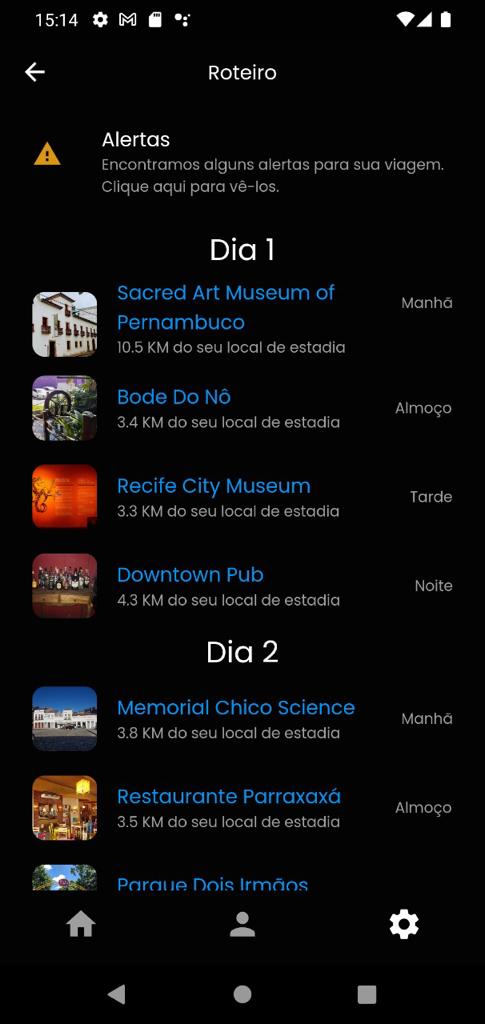 15:14
Roteiro
Alertas
Encontramos alguns alertas para sua viagem.
Clique aqui para vê-los.
Dia 1
Sacred Art Museum of
Pernambuco
Manhã
10.5 KM do seu local de estadia
Bode Do Nô
Almoço
3.4 KM do seu local de estadia
Recife City Museum
Tarde
3.3 KM do seu local de estadia
Downtown Pub
Noite
4.3 KM do seu local de estadia
Dia 2
Memorial Chico Science
Manhã
3.8 KM do seu local de estadia
Restaurante Parraxaxá
Almoço
3.5 KM do seu local de estadia
Parque Dois Irmãos